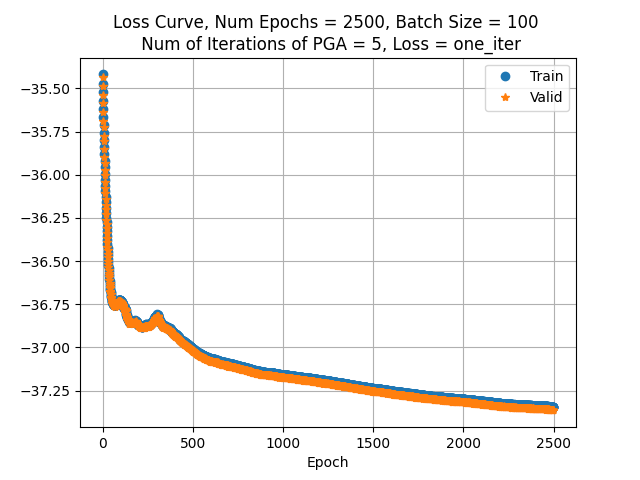 Loss Curve, Num Epochs = 2500, Batch Size = 100
Num of Iterations of PGA = 5, Loss = one_iter
Train
Valid
−35.50
−35.75
−36.00
−36.25
−36.50
−36.75
−37.00
−37.25
0 500 1000 1500 2000 2500
Epoch